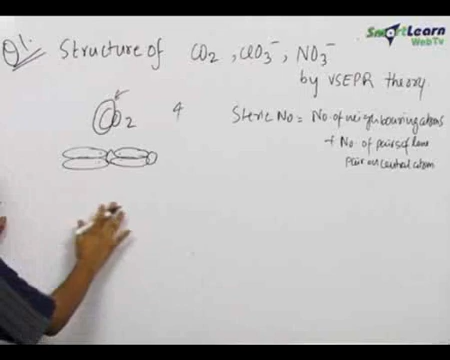 SmartLearn
WebTv
Q1. Structure of CO2, ClO3⁻, NO3⁻
by VSEPR theory
CO2 4
Steric No = No of neighbouring atoms
+ No of pairs of lone
pair on central atom